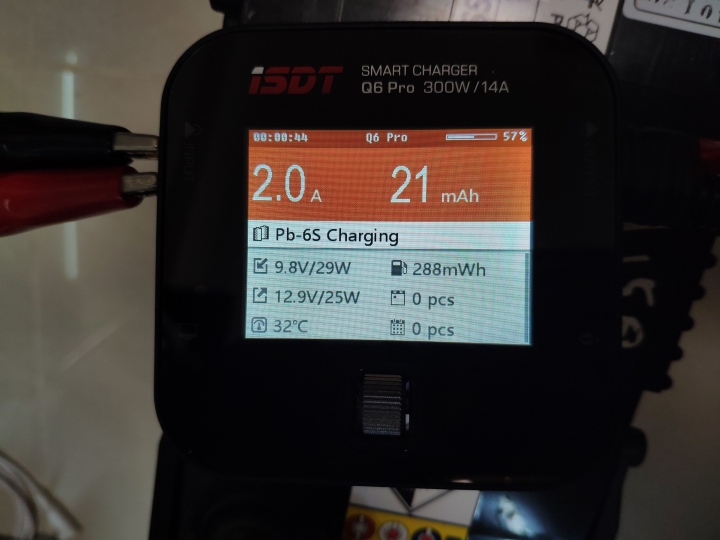 iSDT
SMART CHARGER
Q6 Pro 300W/14A
00:00:44 Q6 Pro 57%
2.0 A 21 mAh
Pb-6S Charging
9.8V/29W 288mWh
12.9V/25W 0 pcs
32℃ 0 pcs